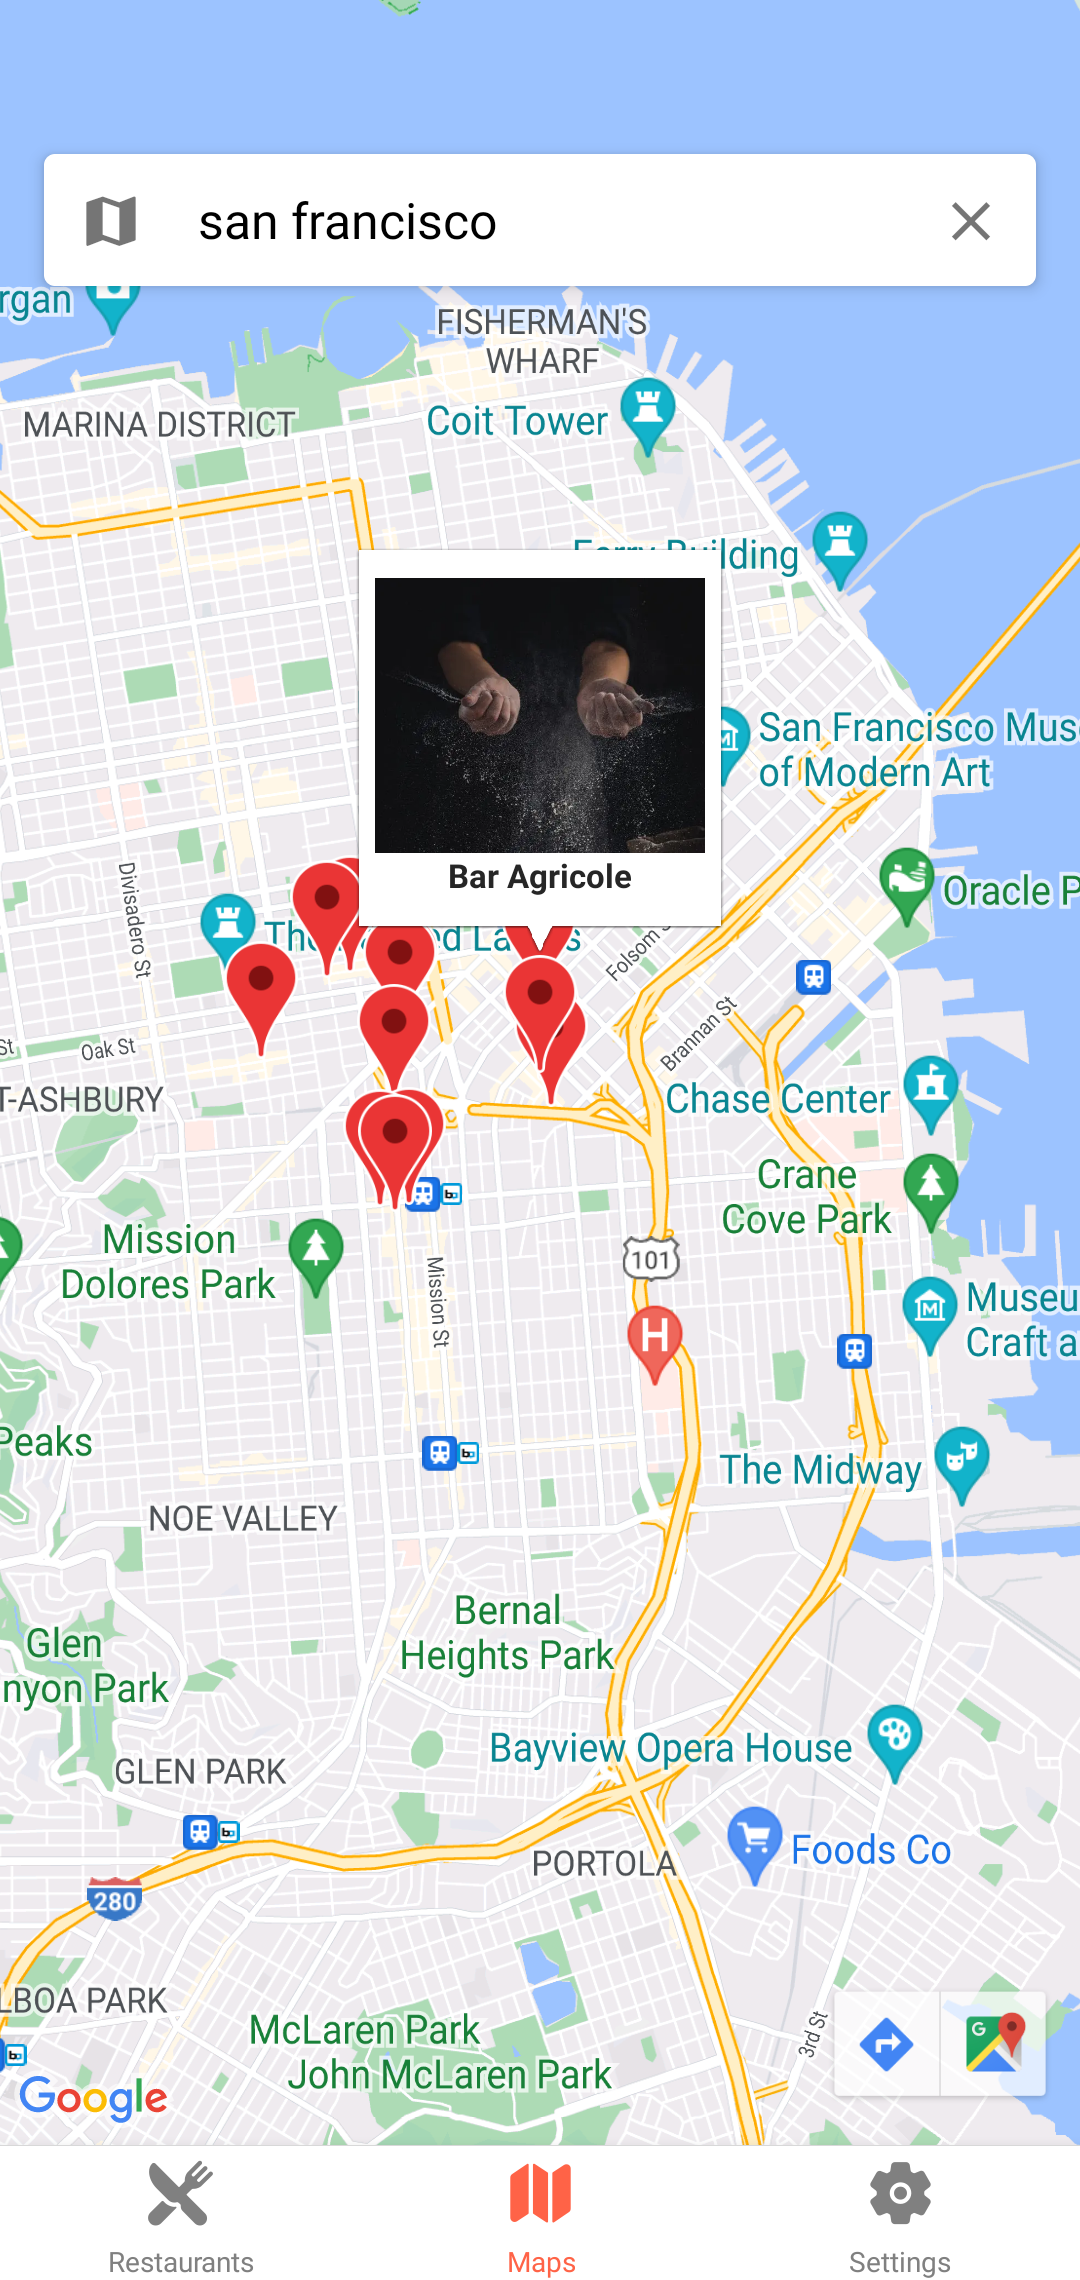 san francisco
rgan
FISHERMAN'S
WHARF
MARINA DISTRICT
Coit Tower
Ferry Building
San Francisco Mus
of Modern Art
Bar Agricole
Divisadero St
Oracle P
Folsom S
Oak St
St
Brannan St
T-ASHBURY
Chase Center
Crane
Cove Park
Mission
Dolores Park
101
Mission St
H
Museu
Craft a
Peaks
The Midway
NOE VALLEY
Bernal
Heights Park
Glen
nyon Park
Bayview Opera House
GLEN PARK
Foods Co
PORTOLA
280
LBOA PARK
McLaren Park
John McLaren Park
3rd St
G
Google
Restaurants
Maps
Settings